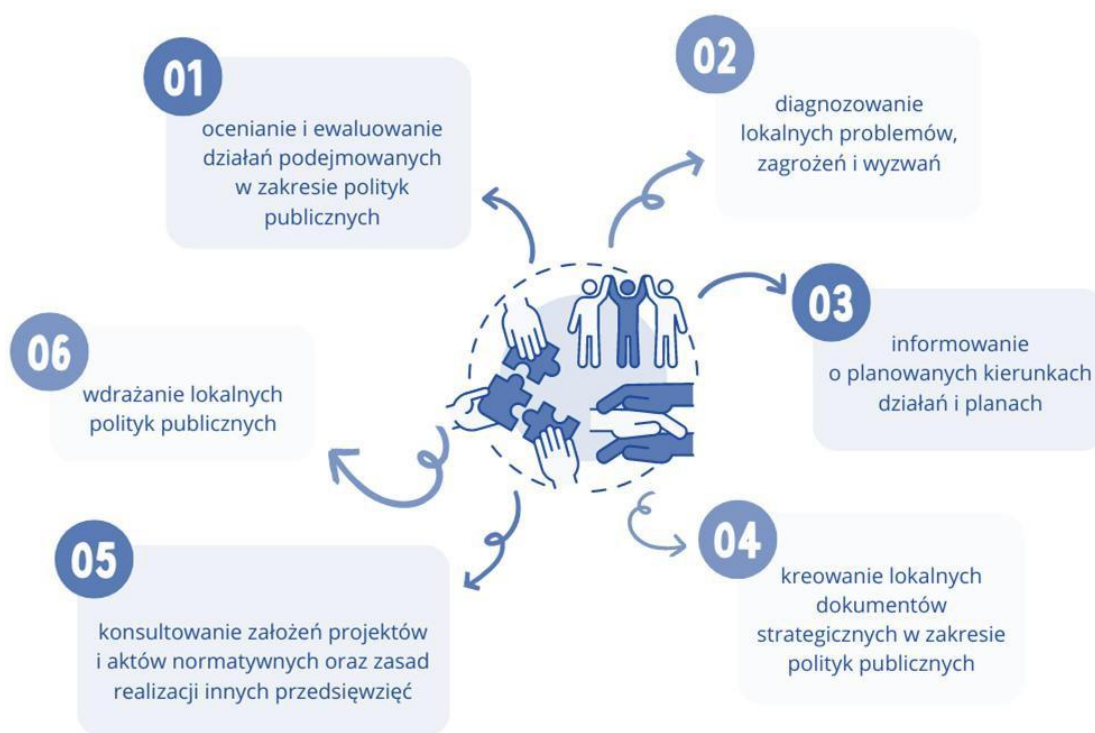 01
ocenianie i ewaluowanie
działań podejmowanych
w zakresie polityk
publicznych
02
diagnozowanie
lokalnych problemów,
zagrożeń i wyzwań
03
informowanie
o planowanych kierunkach
działań i planach
04
kreowanie lokalnych
dokumentów
strategicznych w zakresie
polityk publicznych
05
konsultowanie założeń projektów
i aktów normatywnych oraz zasad
realizacji innych przedsięwzięć
06
wdrażanie lokalnych
polityk publicznych